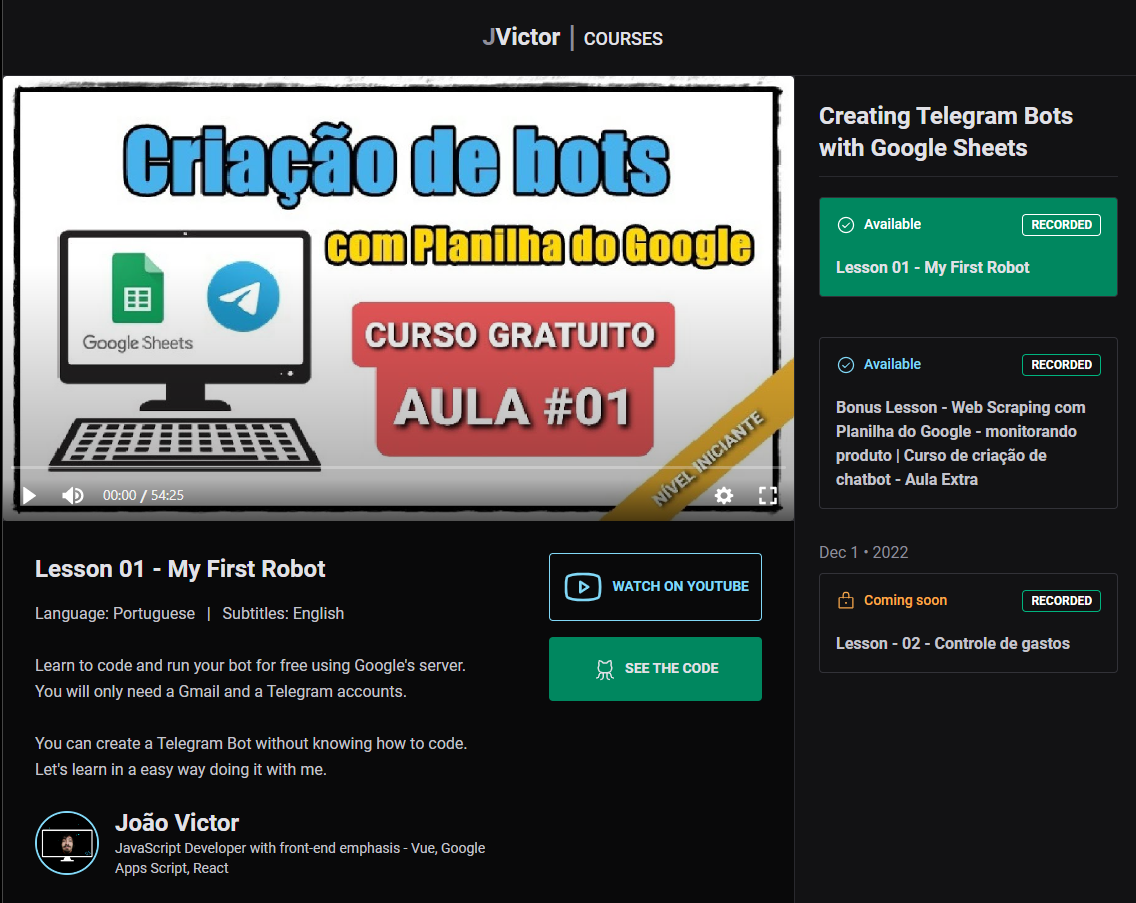 JVictor | COURSES
Criação de bots
com Planilha do Google
Google Sheets
CURSO GRATUITO
AULA #01
NÍVEL INICIANTE
00:00 / 54:25
Lesson 01 - My First Robot
Language: Portuguese | Subtitles: English
Learn to code and run your bot for free using Google's server.
You will only need a Gmail and a Telegram accounts.
You can create a Telegram Bot without knowing how to code.
Let's learn in a easy way doing it with me.
WATCH ON YOUTUBE
SEE THE CODE
João Victor
JavaScript Developer with front-end emphasis - Vue, Google
Apps Script, React
Creating Telegram Bots
with Google Sheets
Available RECORDED
Lesson 01 - My First Robot
Available RECORDED
Bonus Lesson - Web Scraping com
Planilha do Google - monitorando
produto | Curso de criação de
chatbot - Aula Extra
Dec 1 • 2022
Coming soon RECORDED
Lesson - 02 - Controle de gastos